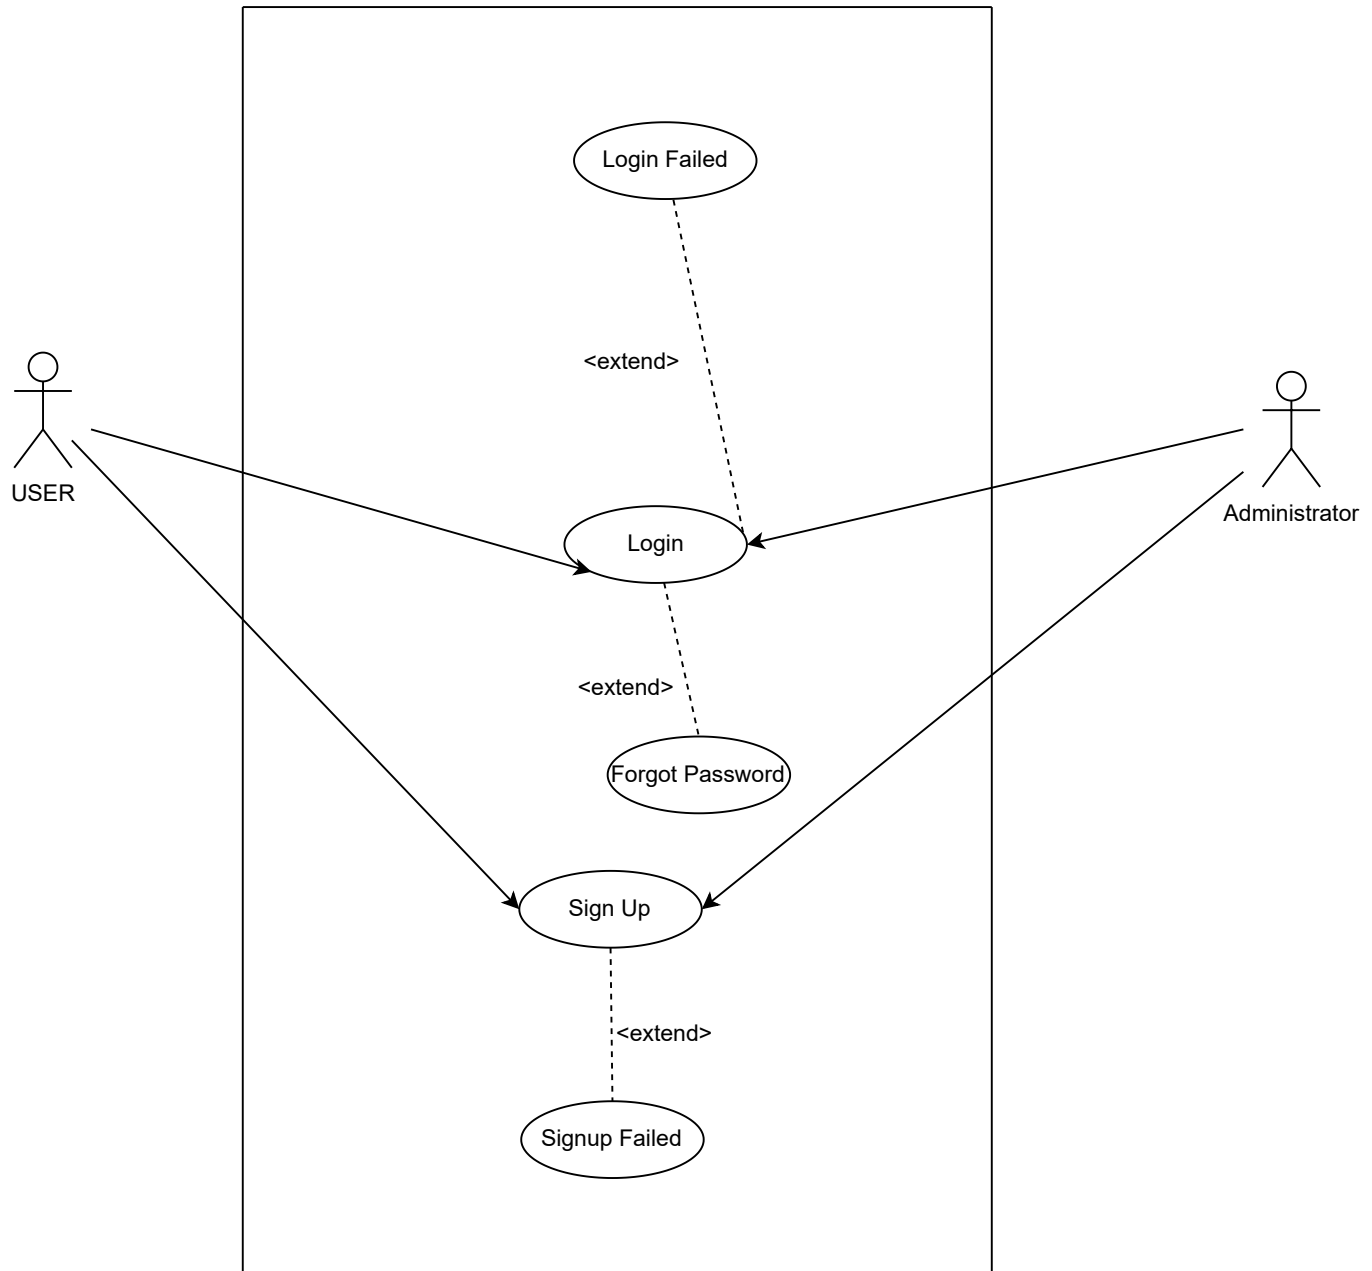 Login Failed
<extend>
USER
Administrator
Login
<extend>
Forgot Password
Sign Up
<extend>
Signup Failed